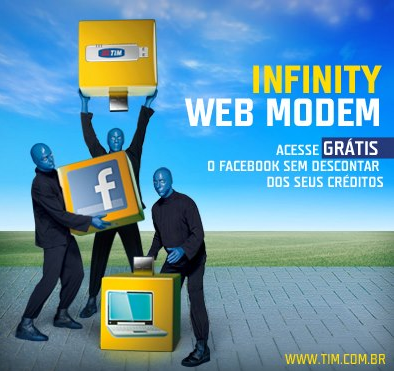 TIM
f
INFINITY
WEB MODEM
ACESSE GRÁTIS
O FACEBOOK SEM DESCONTAR
DOS SEUS CRÉDITOS
WWW.TIM.COM.BR